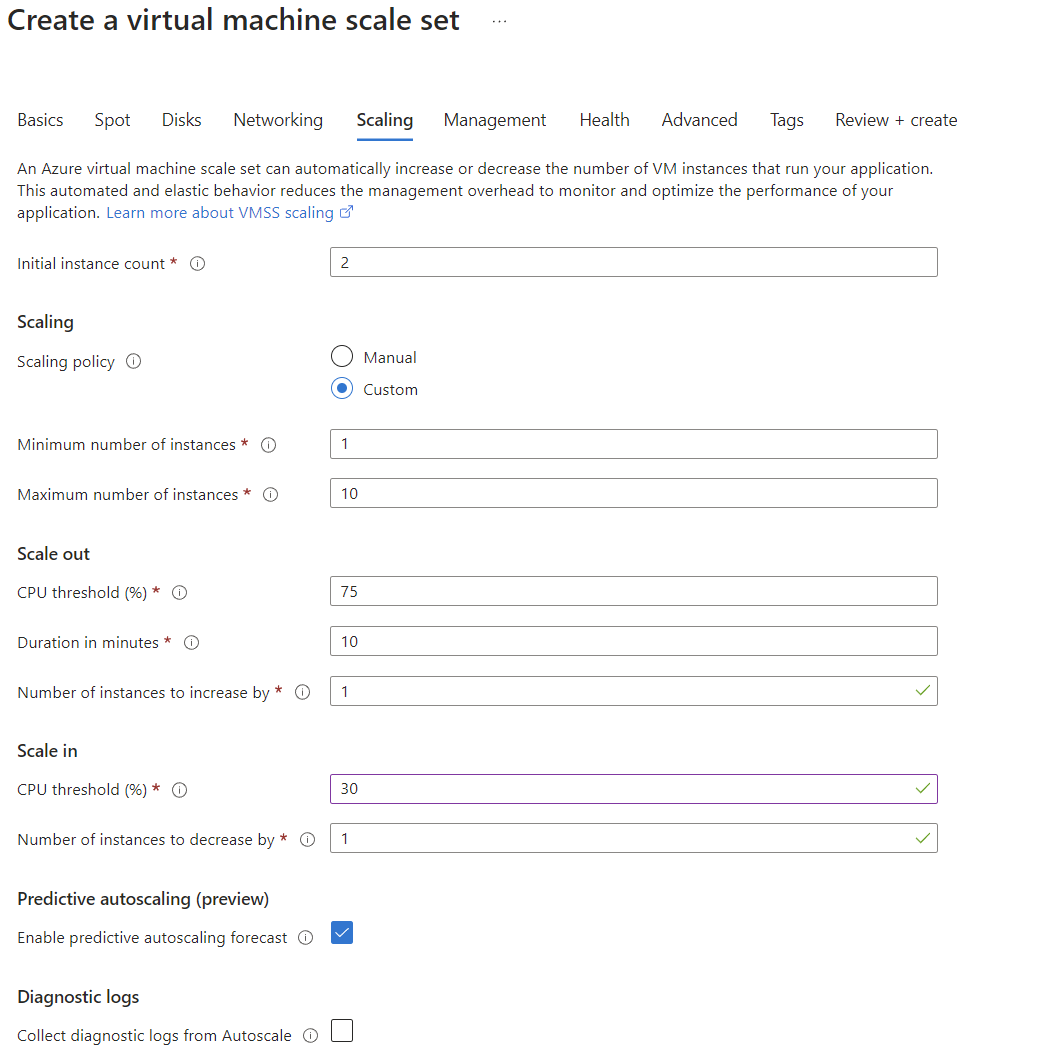 Create a virtual machine scale set ...
Basics Spot Disks Networking Scaling Management Health Advanced Tags Review + create
An Azure virtual machine scale set can automatically increase or decrease the number of VM instances that run your application.
This automated and elastic behavior reduces the management overhead to monitor and optimize the performance of your
application. Learn more about VMSS scaling
Initial instance count * 2
Scaling
Scaling policy Manual
Custom
Minimum number of instances * 1
Maximum number of instances * 10
Scale out
CPU threshold (%) * 75
Duration in minutes * 10
Number of instances to increase by * 1
Scale in
CPU threshold (%) * 30
Number of instances to decrease by * 1
Predictive autoscaling (preview)
Enable predictive autoscaling forecast
Diagnostic logs
Collect diagnostic logs from Autoscale